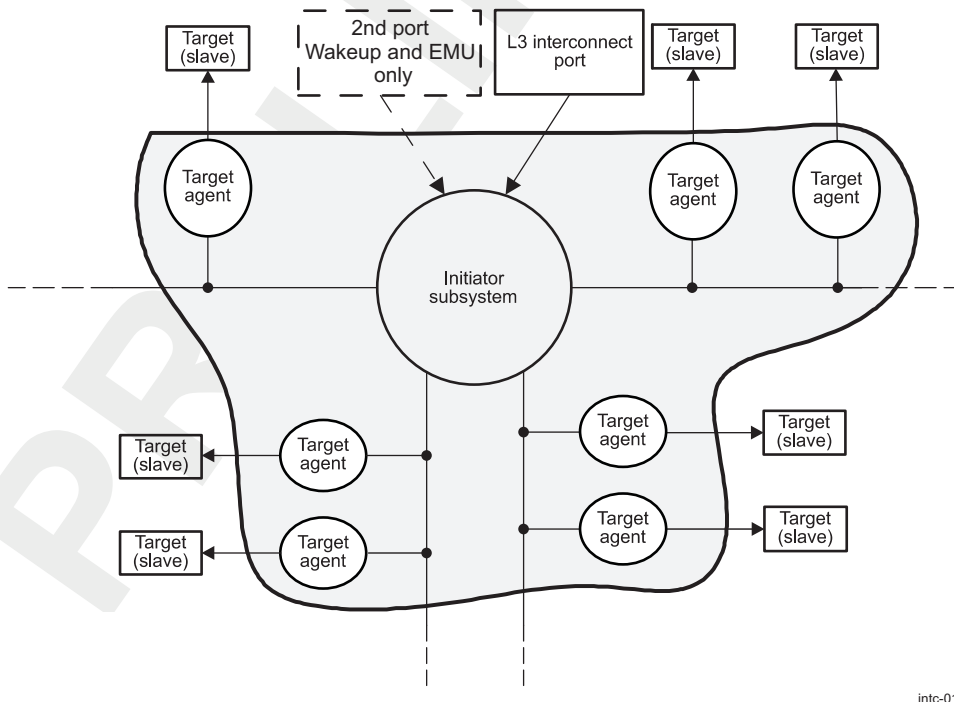 Target
(slave)
2nd port
Wakeup and EMU
only
L3 interconnect
port
Target
(slave)
Target
(slave)
Target
agent
Target
agent
Target
agent
Initiator
subsystem
Target
(slave)
Target
agent
Target
agent
Target
(slave)
Target
(slave)
Target
agent
Target
agent
Target
(slave)
intc-01